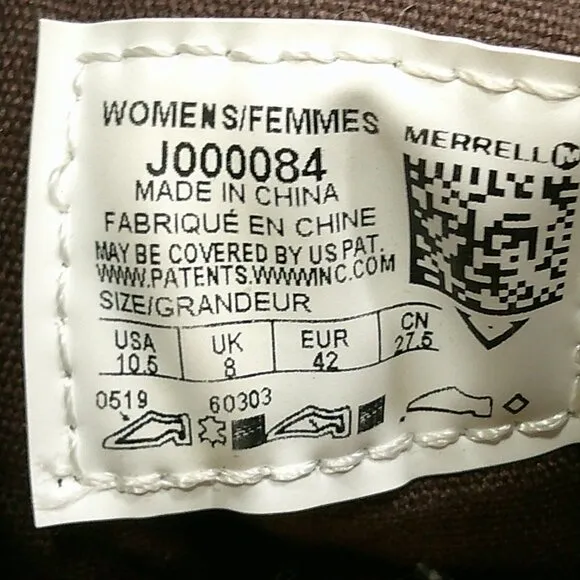 WOMENS/FEMMES
J000084
MADE IN CHINA
FABRIQUÉ EN CHINE
MAY BE COVERED BY US PAT.
WWW.PATENTS.WWWINC.COM
SIZE/GRANDEUR
USA UK EUR CN
10.5 8 42 27.5
0519 60303
MERRELL M